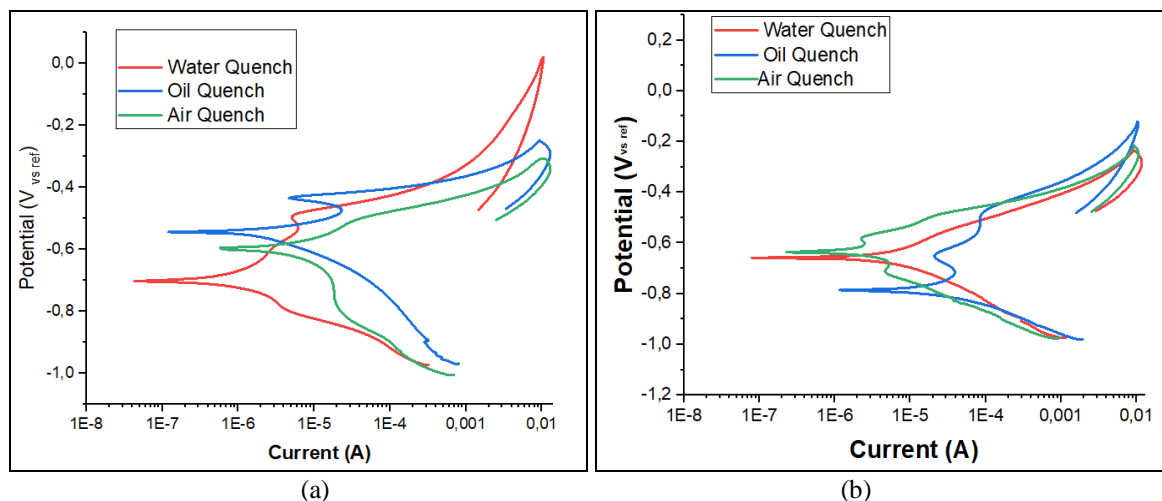 Water Quench
Oil Quench
Air Quench
0,0
-0,2
-0,4
-0,6
-0,8
-1,0
Potential (V vs ref)
1E-8
1E-7
1E-6
1E-5
1E-4
0,001
0,01
Current (A)
(a)
Water Quench
Oil Quench
Air Quench
0,2
0,0
-0,2
-0,4
-0,6
-0,8
-1,0
-1,2
Potential (V vs ref)
1E-8
1E-7
1E-6
1E-5
1E-4
0,001
0,01
Current (A)
(b)